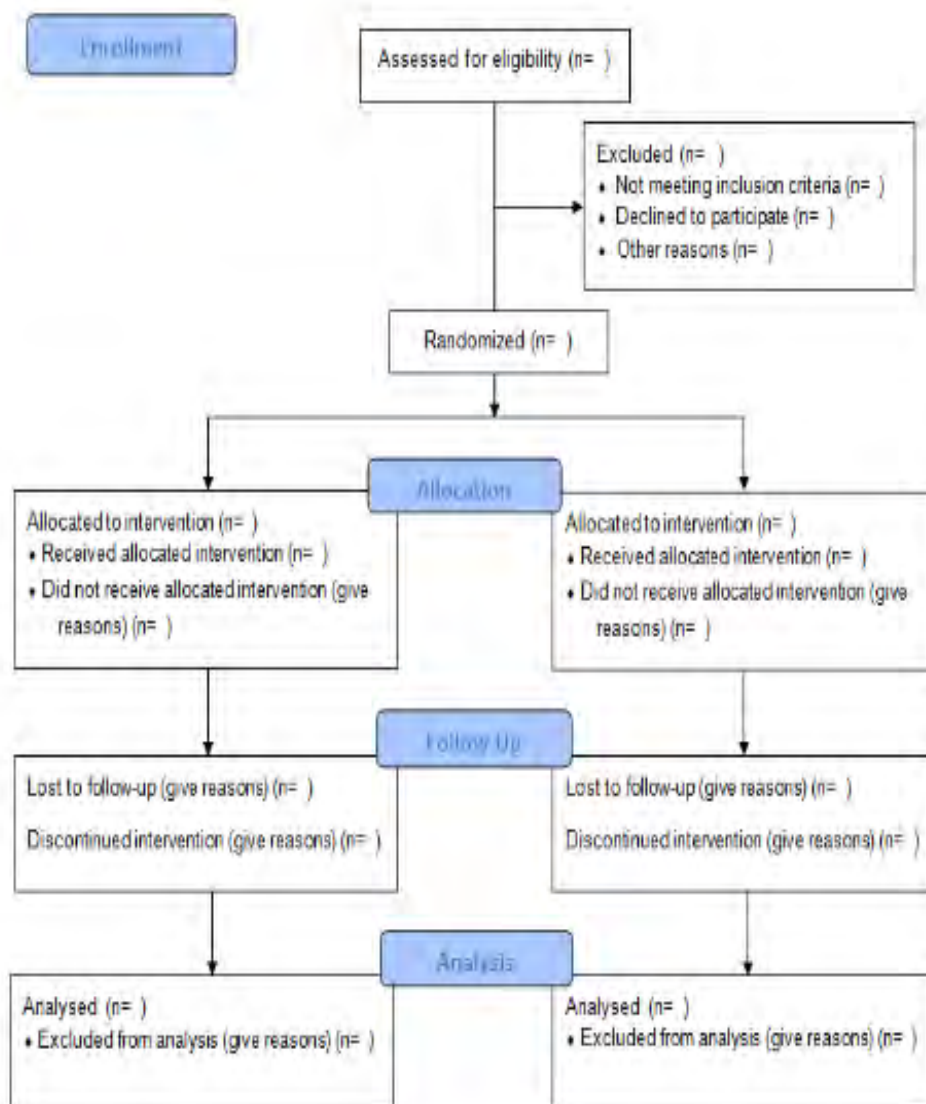 Enrollment
Assessed for eligibility (n= )
Excluded (n= )
• Not meeting inclusion criteria (n= )
• Declined to participate (n= )
• Other reasons (n= )
Randomized (n= )
Allocation
Allocated to intervention (n= )
• Received allocated intervention (n= )
• Did not receive allocated intervention (give
reasons) (n= )
Allocated to intervention (n= )
• Received allocated intervention (n= )
• Did not receive allocated intervention (give
reasons) (n= )
Follow Up
Lost to follow-up (give reasons) (n= )
Discontinued intervention (give reasons) (n= )
Lost to follow-up (give reasons) (n= )
Discontinued intervention (give reasons) (n= )
Analysis
Analysed (n= )
• Excluded from analysis (give reasons) (n= )
Analysed (n= )
• Excluded from analysis (give reasons) (n= )